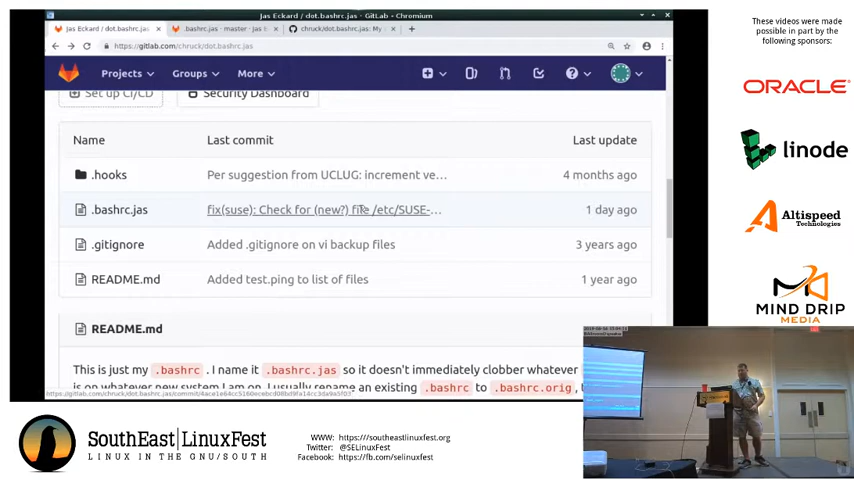 Jas Eckard / dot.bashrc.jas · GitLab - Chromium
Jas Eckard / dot.bashrc.jas
.bashrc.jas · master · Jas
chruck/dot.bashrc.jas: My
https://gitlab.com/chruck/dot.bashrc.jas
Projects Groups More
Set up CI/CD Security Dashboard
Name Last commit Last update
.hooks Per suggestion from UCLUG: increment ve… 4 months ago
.bashrc.jas fix(suse): Check for (new?) file /etc/SUSE-… 1 day ago
.gitignore Added .gitignore on vi backup files 3 years ago
README.md Added test.ping to list of files 1 year ago
README.md
This is just my .bashrc . I name it .bashrc.jas so it doesn't immediately clobber whatever
is on whatever new system I am on. I usually rename an existing .bashrc to .bashrc.orig ,
These videos were made
possible in part by the
following sponsors:
ORACLE
linode
Altispeed
Technologies
MIND DRIP
MEDIA
SouthEast|LinuxFest
LINUX IN THE GNU/SOUTH
WWW: https://southeastlinuxfest.org
Twitter: @SELinuxFest
Facebook: https://fb.com/selinuxfest